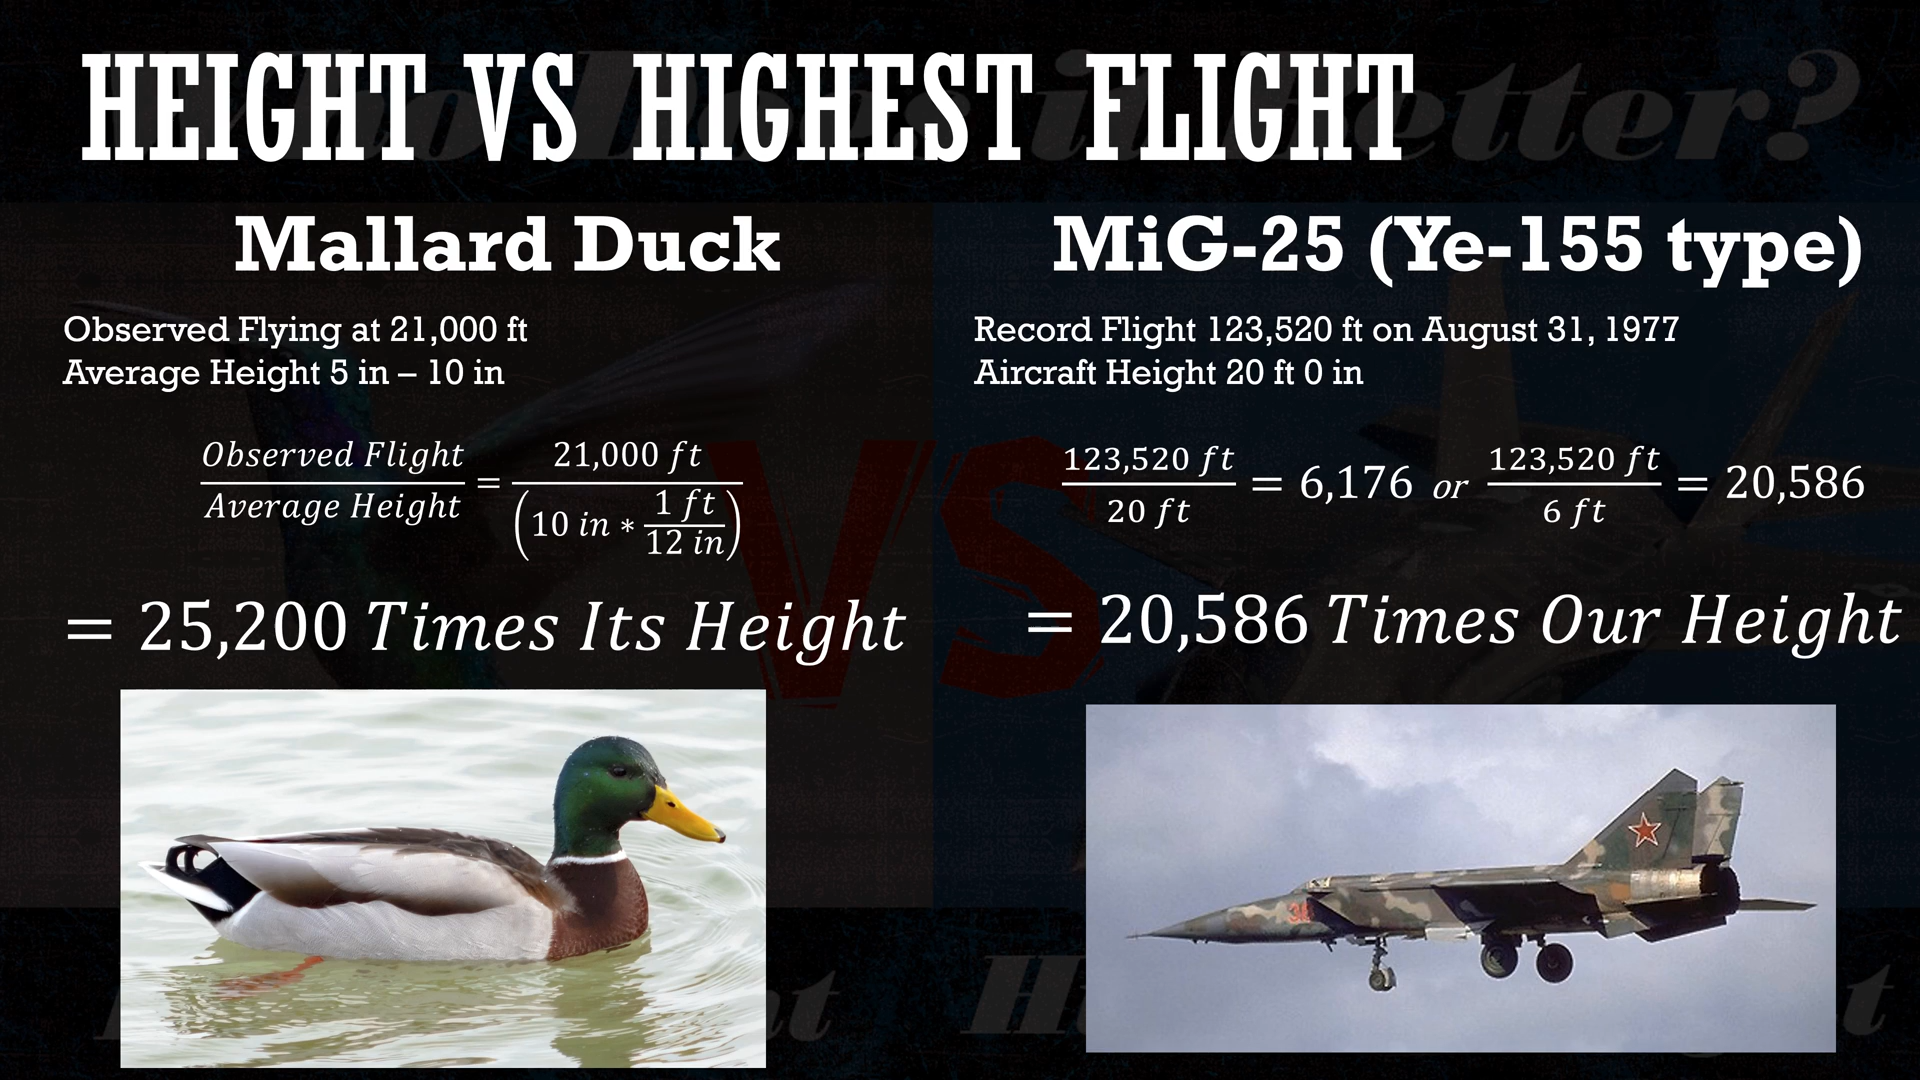 HEIGHT VS HIGHEST FLIGHT
Mallard Duck
Observed Flying at 21,000 ft
Average Height 5 in – 10 in
Observed Flight / Average Height = 21,000 ft / (10 in * 1 ft / 12 in)
= 25,200 Times Its Height
MiG-25 (Ye-155 type)
Record Flight 123,520 ft on August 31, 1977
Aircraft Height 20 ft 0 in
123,520 ft / 20 ft = 6,176 or 123,520 ft / 6 ft = 20,586
= 20,586 Times Our Height
VS
36